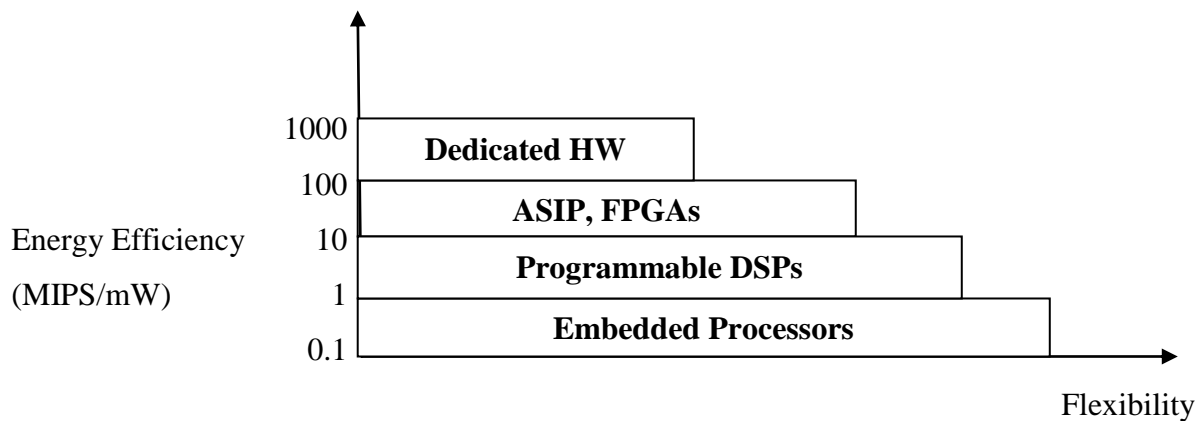 1000
Dedicated HW
100
ASIP, FPGAs
Energy Efficiency
10
Programmable DSPs
(MIPS/mW)
1
Embedded Processors
0.1
Flexibility